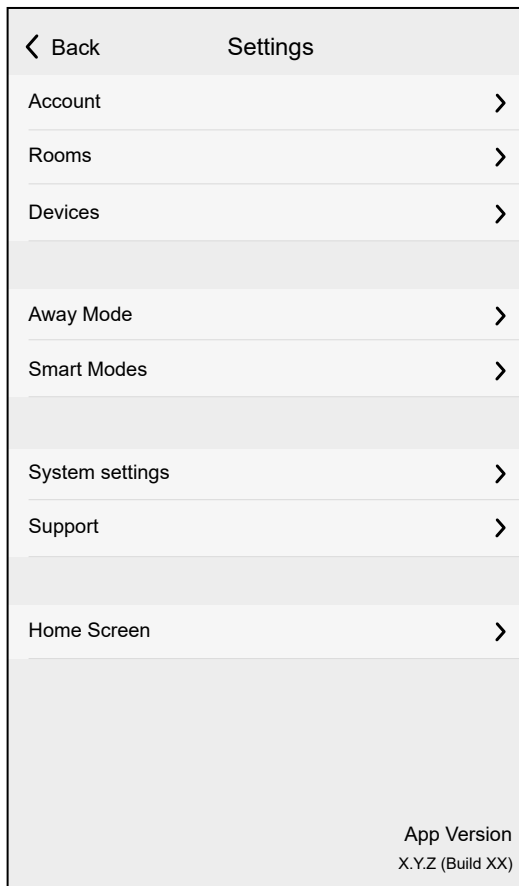 Back Settings
Account
Rooms
Devices
Away Mode
Smart Modes
System settings
Support
Home Screen
App Version
X.Y.Z (Build XX)